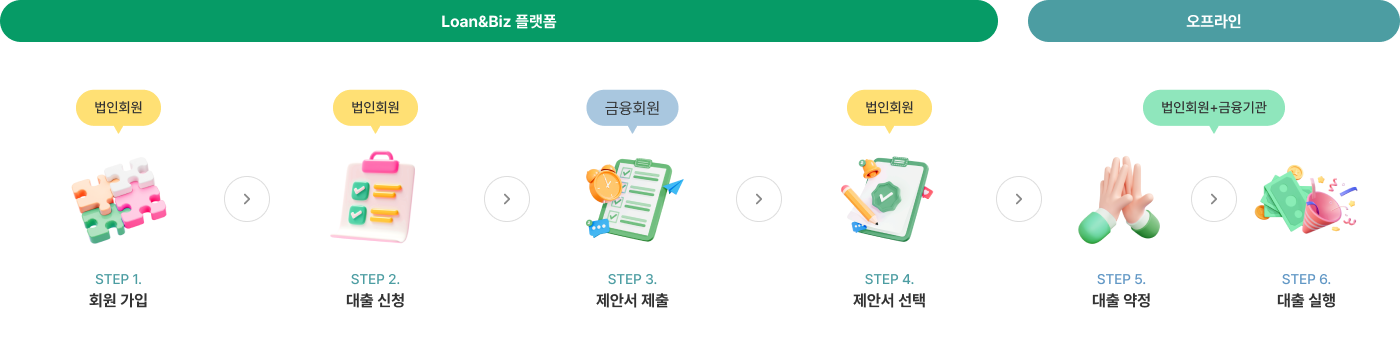 Loan&Biz 플랫폼
오프라인
법인회원
법인회원
금융회원
법인회원
법인회원+금융기관
STEP 1.
회원 가입
STEP 2.
대출 신청
STEP 3.
제안서 제출
STEP 4.
제안서 선택
STEP 5.
대출 약정
STEP 6.
대출 실행